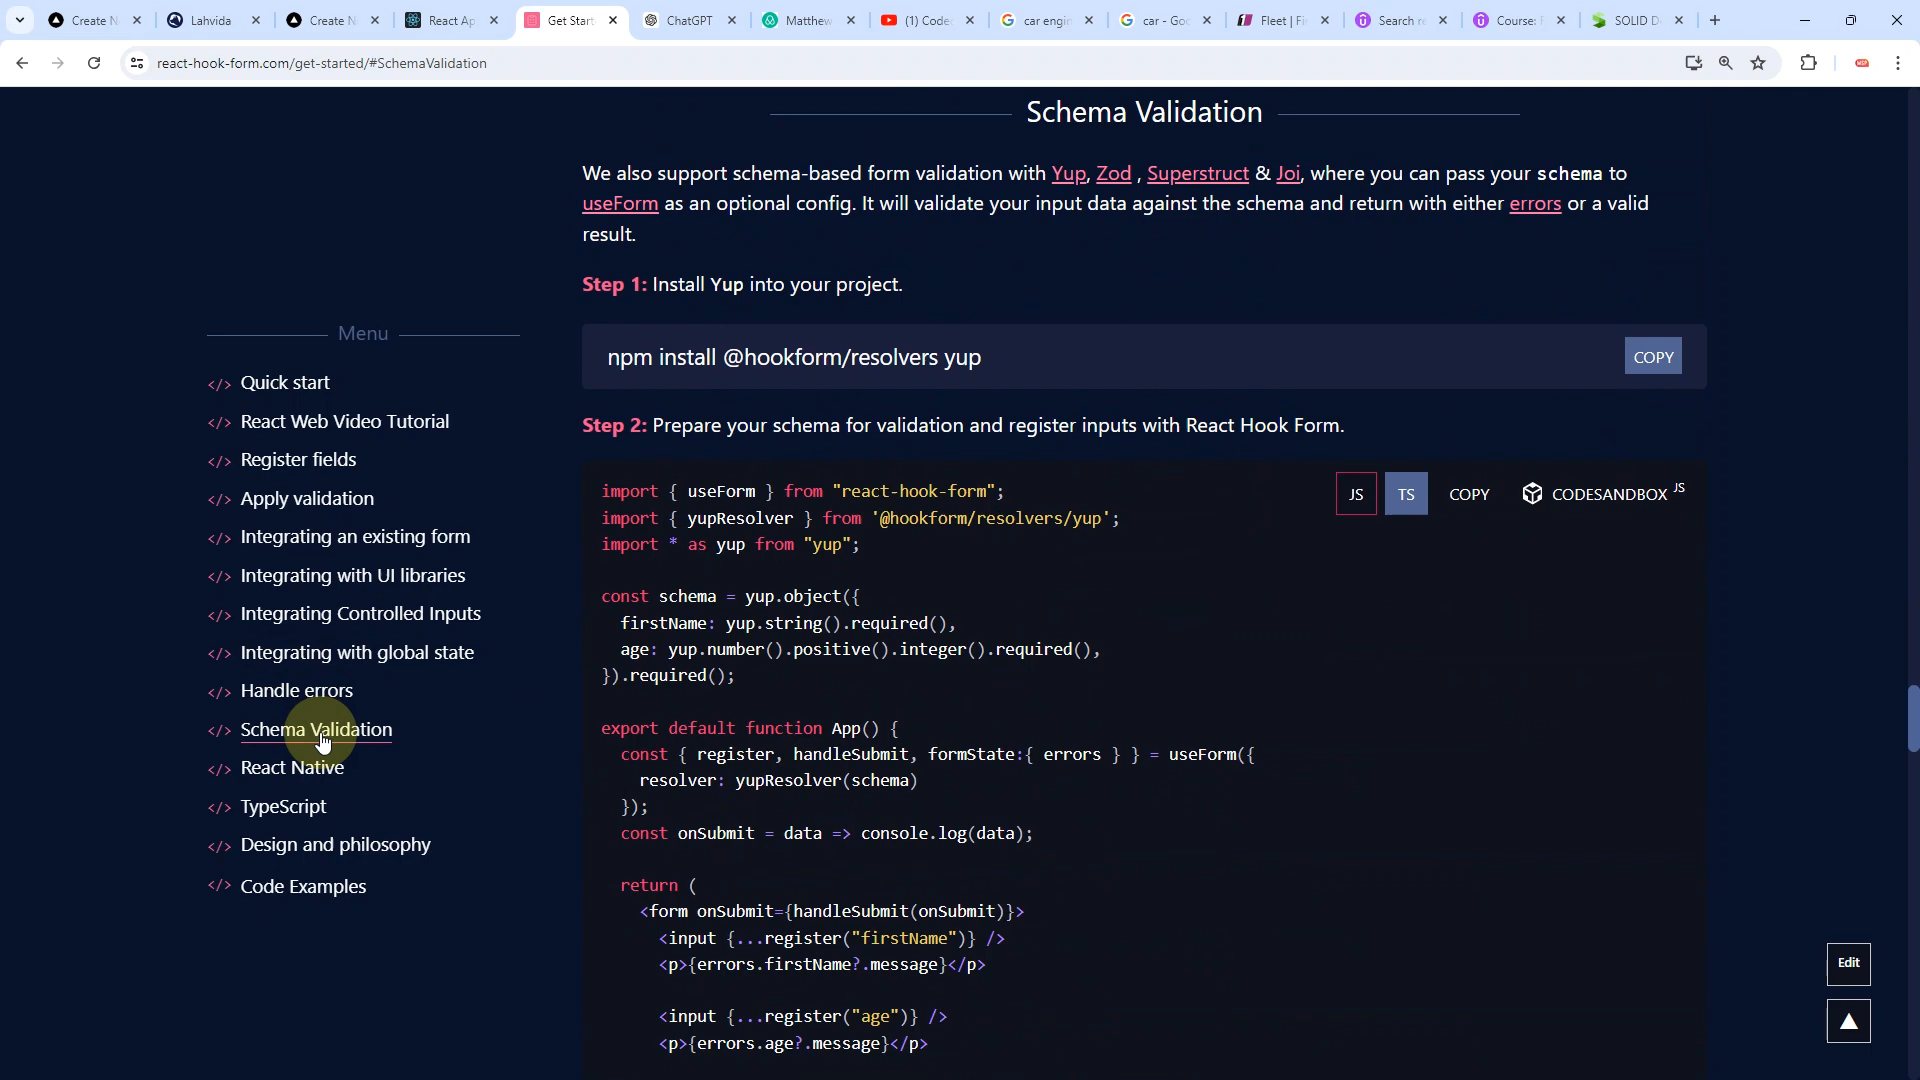 Create N
Lahvida
Create N
React Ap
Get Start
ChatGPT
Matthew
(1) Code
car engin
car - Goo
Fleet | Fi
Search re
Course:
SOLID D
react-hook-form.com/get-started/#SchemaValidation
Schema Validation
We also support schema-based form validation with Yup, Zod , Superstruct & Joi, where you can pass your schema to
useForm as an optional config. It will validate your input data against the schema and return with either errors or a valid
result.
Step 1: Install Yup into your project.
npm install @hookform/resolvers yup
COPY
Step 2: Prepare your schema for validation and register inputs with React Hook Form.
Menu
</> Quick start
</> React Web Video Tutorial
</> Register fields
</> Apply validation
</> Integrating an existing form
</> Integrating with UI libraries
</> Integrating Controlled Inputs
</> Integrating with global state
</> Handle errors
</> Schema Validation
</> React Native
</> TypeScript
</> Design and philosophy
</> Code Examples
JS
TS
COPY
CODESANDBOX JS
import { useForm } from "react-hook-form";
import { yupResolver } from '@hookform/resolvers/yup';
import * as yup from "yup";
const schema = yup.object({
firstName: yup.string().required(),
age: yup.number().positive().integer().required(),
}).required();
export default function App() {
const { register, handleSubmit, formState:{ errors } } = useForm({
resolver: yupResolver(schema)
});
const onSubmit = data => console.log(data);
return (
<form onSubmit={handleSubmit(onSubmit)}>
<input {...register("firstName")} />
<p>{errors.firstName?.message}</p>
<input {...register("age")} />
<p>{errors.age?.message}</p>
Edit